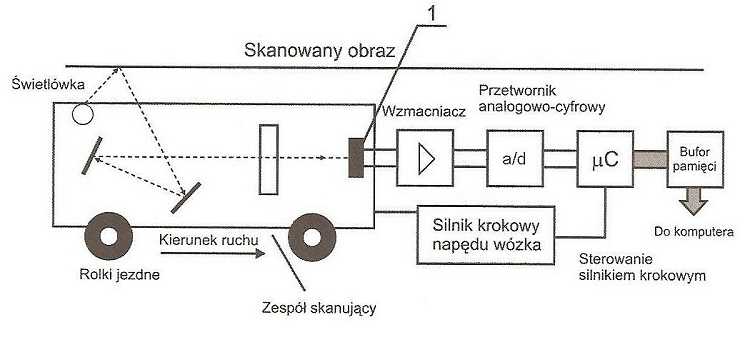 1
Skanowany obraz
Świetlówka
Wzmacniacz
Przetwornik
analogowo-cyfrowy
a/d
µC
Bufor
pamięci
Silnik krokowy
napędu wózka
Do komputera
Kierunek ruchu
Rolki jezdne
Sterowanie
silnikiem krokowym
Zespół skanujący